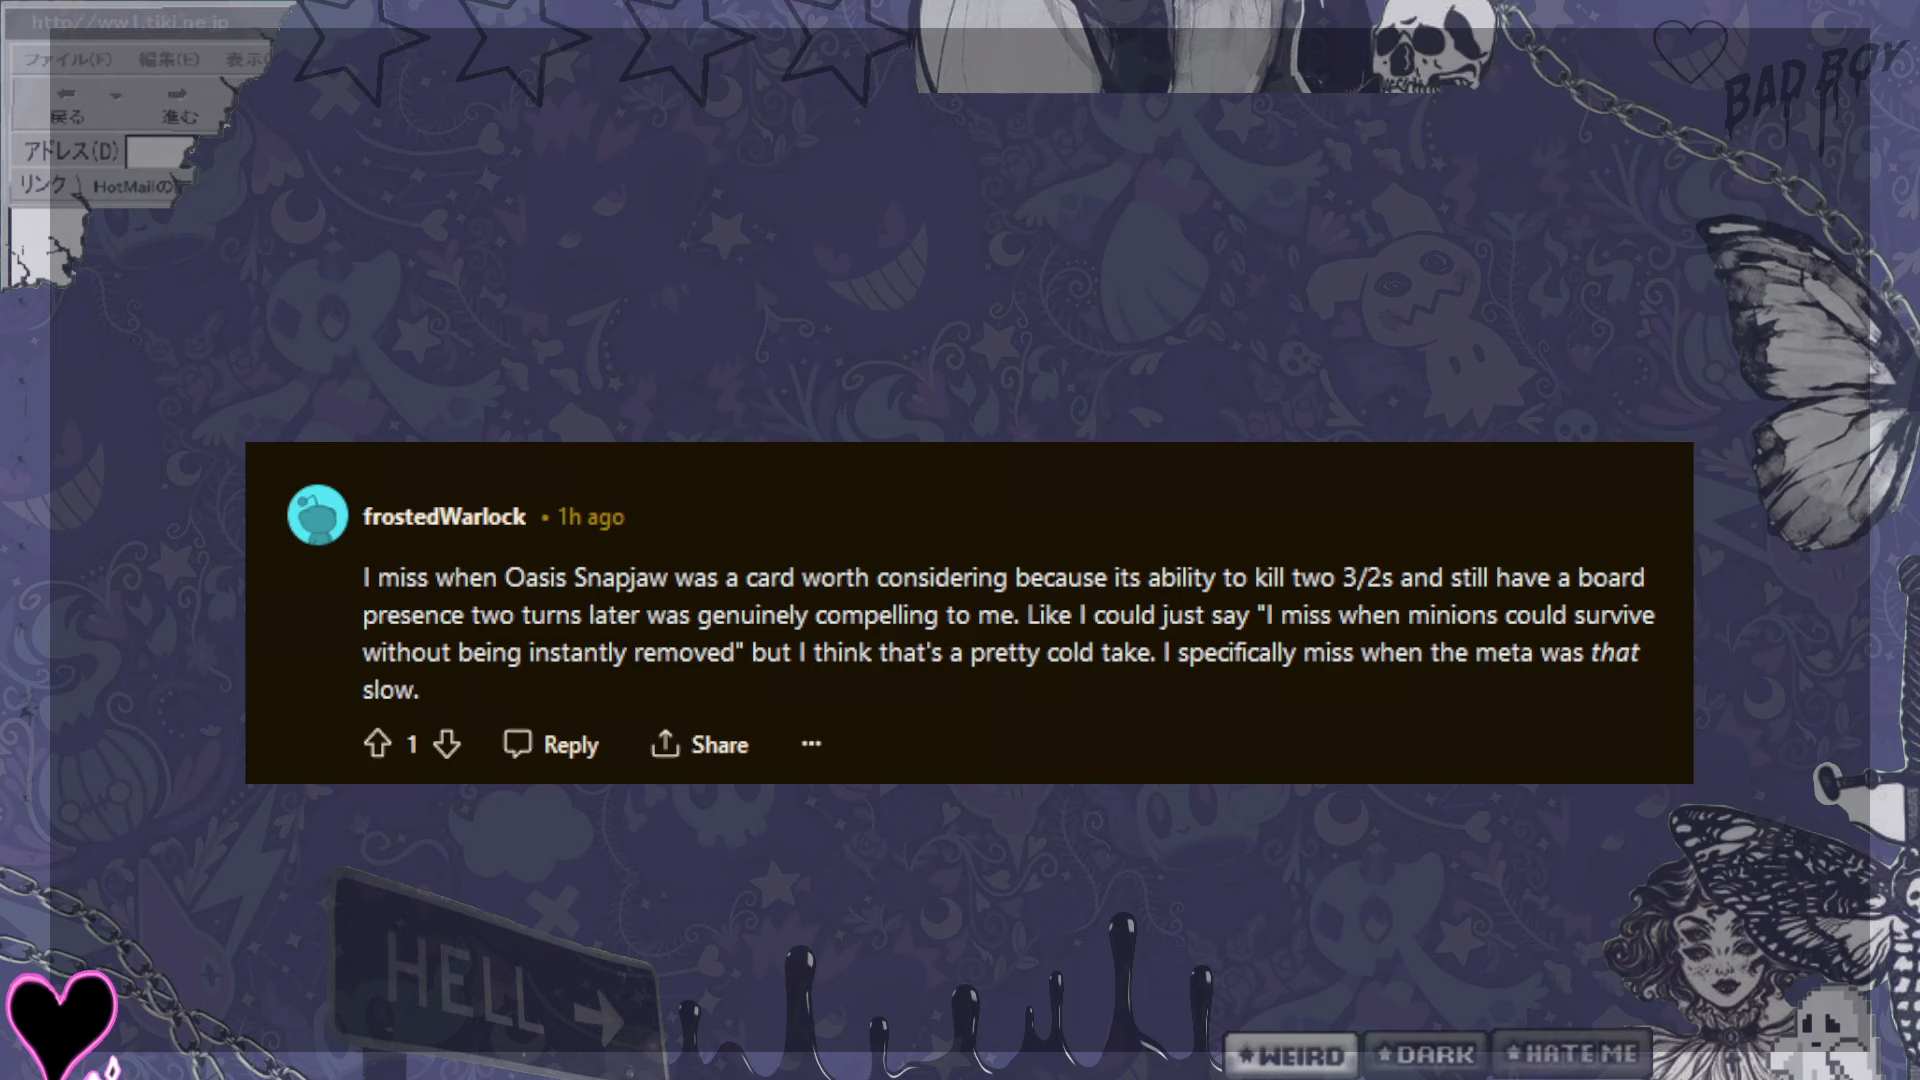 http//ww1.tiki.ne.jp
ファイル(F) 編集(E) 表示(
戻る 進む
アドレス(D)
リンク HotMailの
BAD BOY
frostedWarlock • 1h ago
I miss when Oasis Snapjaw was a card worth considering because its ability to kill two 3/2s and still have a board
presence two turns later was genuinely compelling to me. Like I could just say "I miss when minions could survive
without being instantly removed" but I think that's a pretty cold take. I specifically miss when the meta was that
slow.
1 Reply Share ···
HELL →
★WEIRD ★DARK ★HATE ME